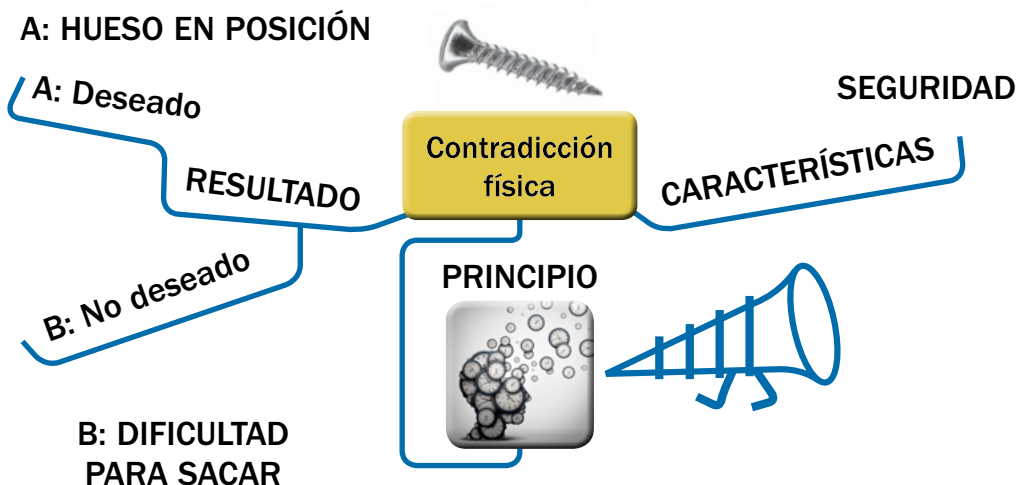 A: HUESO EN POSICIÓN
A: Deseado
RESULTADO
B: No deseado
B: DIFICULTAD
PARA SACAR
Contradicción
física
PRINCIPIO
SEGURIDAD
CARACTERÍSTICAS